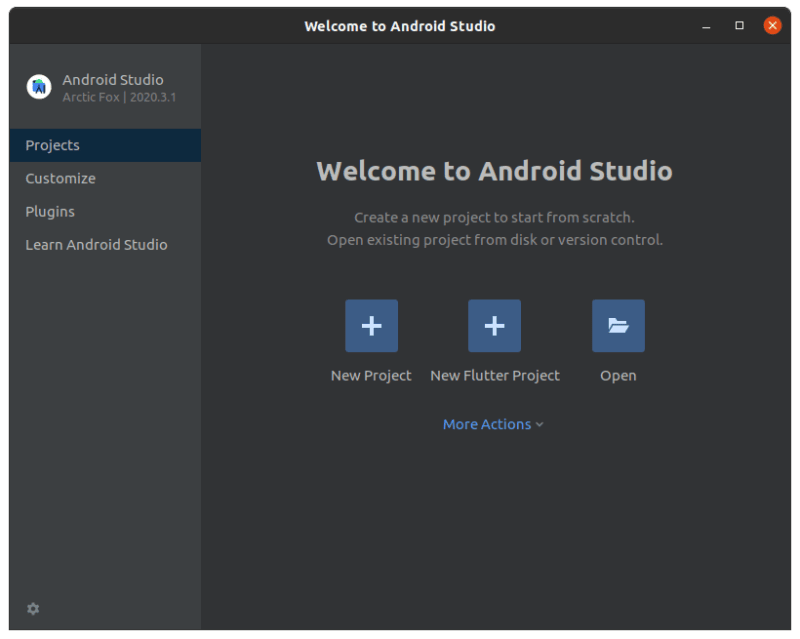 Welcome to Android Studio
Android Studio
Arctic Fox | 2020.3.1
Projects
Customize
Plugins
Learn Android Studio
Welcome to Android Studio
Create a new project to start from scratch.
Open existing project from disk or version control.
New Project
New Flutter Project
Open
More Actions